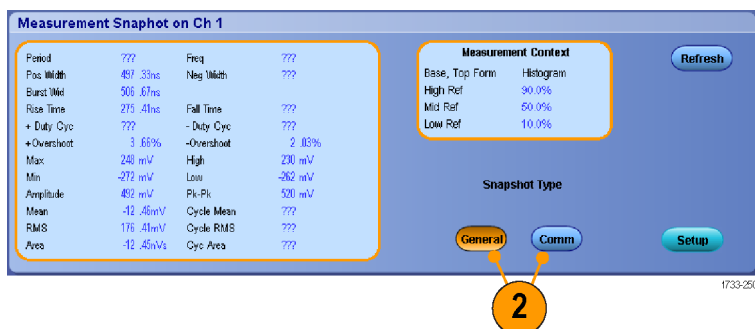 Measurement Snaphot on Ch 1
Period ??? Freq ???
Pos Width 497 .33ns Neg Width ???
Burst Wid 506 .67ns
Rise Time 275 .41ns Fall Time ???
+ Duty Cyc ??? - Duty Cyc ???
+Overshoot 3 .66% -Overshoot 2 .03%
Max 248 mV High 230 mV
Min -272 mV Low -262 mV
Amplitude 492 mV Pk-Pk 520 mV
Mean -12 .46mV Cycle Mean ???
RMS 176 .41mV Cycle RMS ???
Area -12 .45nVs Cyc Area ???
Measurement Context
Base, Top Form Histogram
High Ref 90.0%
Mid Ref 50.0%
Low Ref 10.0%
Refresh
Snapshot Type
General Comm Setup
1733-250
2